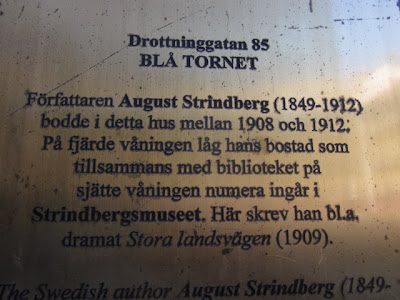 Drottninggatan 85
BLÅ TORNET
Författaren August Strindberg (1849-1912)
bodde i detta hus mellan 1908 och 1912.
På fjärde våningen låg hans bostad som
tillsammans med biblioteket på
sjätte våningen numera ingår i
Strindbergsmuseet. Här skrev han bl.a.
dramat Stora landsvägen (1909).
The Swedish author August Strindberg (1849-